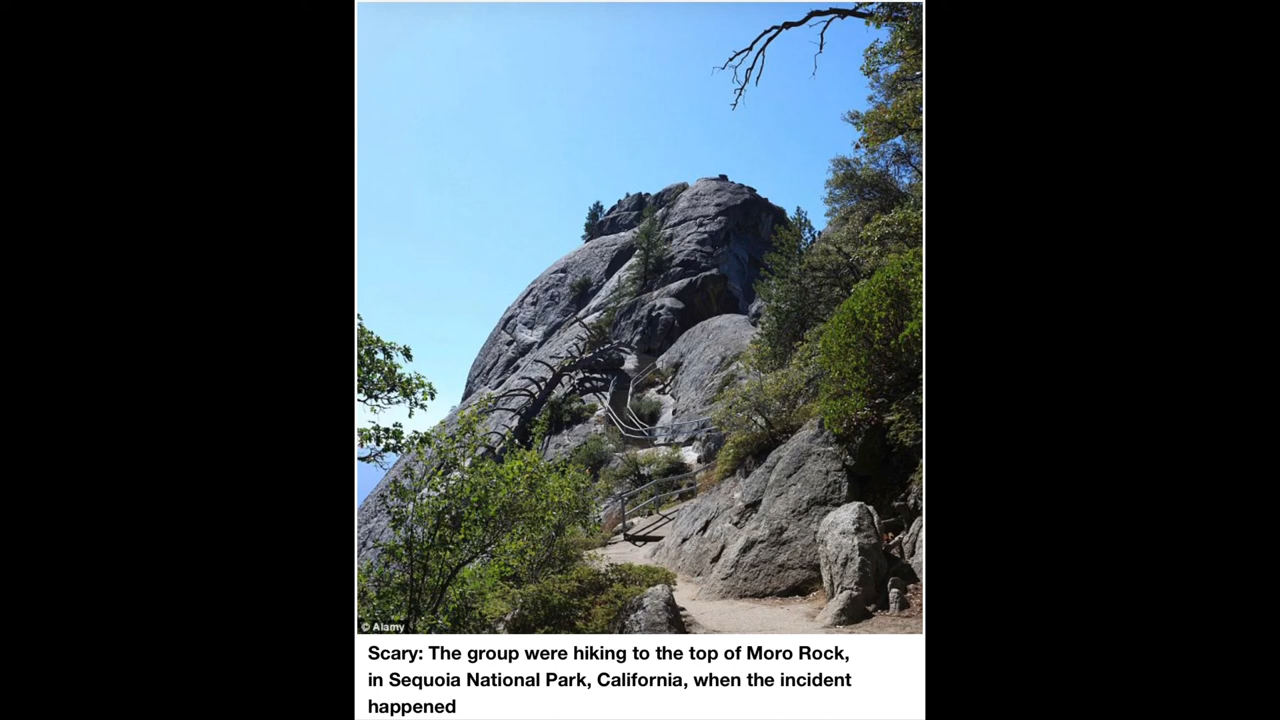 © Alamy
Scary: The group were hiking to the top of Moro Rock,
in Sequoia National Park, California, when the incident
happened